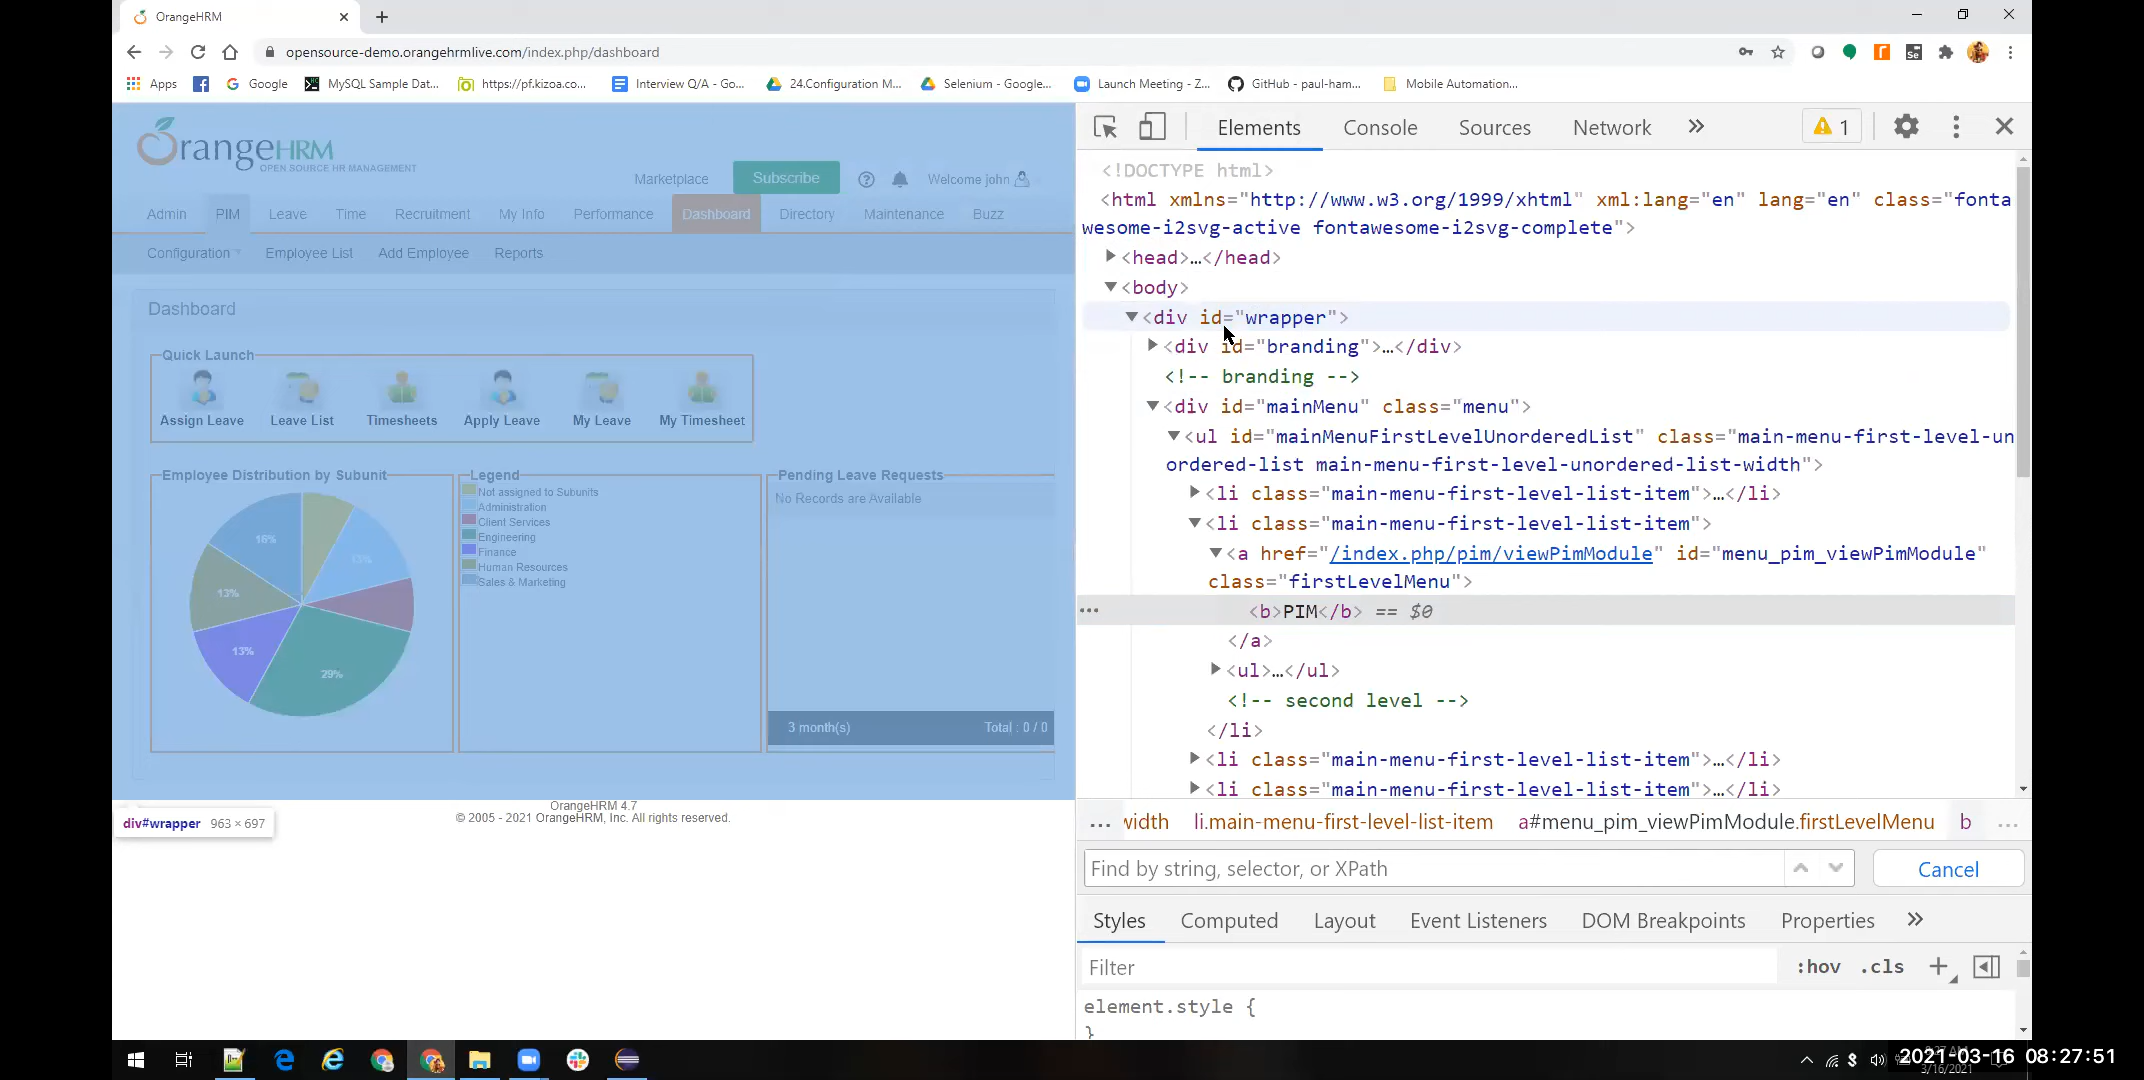 OrangeHRM
opensource-demo.orangehrmlive.com/index.php/dashboard
Apps Google MySQL Sample Dat... https://pf.kizoa.co... Interview Q/A - Go... 24.Configuration M... Selenium - Google... Launch Meeting - Z... GitHub - paul-ham... Mobile Automation...
OrangeHRM
OPEN SOURCE HR MANAGEMENT
Marketplace Subscribe Welcome john
Admin PIM Leave Time Recruitment My Info Performance Dashboard Directory Maintenance Buzz
Configuration Employee List Add Employee Reports
Dashboard
Quick Launch
Assign Leave Leave List Timesheets Apply Leave My Leave My Timesheet
Employee Distribution by Subunit
16%
13%
13%
13%
29%
Legend
Not assigned to Subunits
Administration
Client Services
Engineering
Finance
Human Resources
Sales & Marketing
Pending Leave Requests
No Records are Available
3 month(s) Total : 0 / 0
OrangeHRM 4.7
© 2005 - 2021 OrangeHRM, Inc. All rights reserved.
div#wrapper 963 × 697
Elements Console Sources Network 1
<!DOCTYPE html>
<html xmlns="http://www.w3.org/1999/xhtml" xml:lang="en" lang="en" class="fonta
wesome-i2svg-active fontawesome-i2svg-complete">
<head>…</head>
<body>
<div id="wrapper">
<div id="branding">…</div>
<!-- branding -->
<div id="mainMenu" class="menu">
<ul id="mainMenuFirstLevelUnorderedList" class="main-menu-first-level-un
ordered-list main-menu-first-level-unordered-list-width">
<li class="main-menu-first-level-list-item">…</li>
<li class="main-menu-first-level-list-item">
<a href="/index.php/pim/viewPimModule" id="menu_pim_viewPimModule"
class="firstLevelMenu">
<b>PIM</b> == $0
</a>
<ul>…</ul>
<!-- second level -->
</li>
<li class="main-menu-first-level-list-item">…</li>
<li class="main-menu-first-level-list-item">…</li>
... width li.main-menu-first-level-list-item a#menu_pim_viewPimModule.firstLevelMenu b ...
Find by string, selector, or XPath Cancel
Styles Computed Layout Event Listeners DOM Breakpoints Properties
Filter :hov .cls
element.style {
}
2021-03-16 08:27:51
3/16/2021